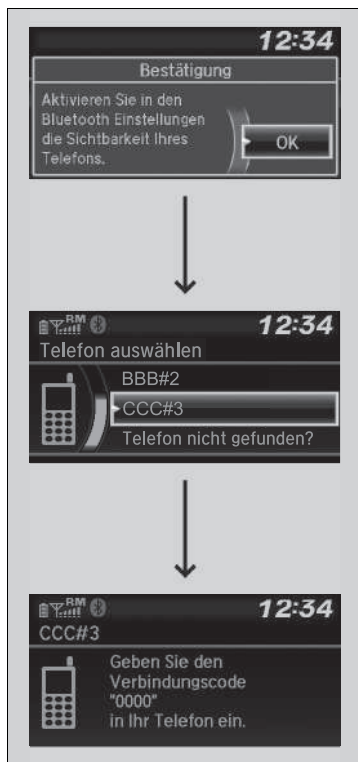 12:34
Bestätigung
Aktivieren Sie in den
Bluetooth Einstellungen
die Sichtbarkeit Ihres
Telefons.
OK
RM
12:34
Telefon auswählen
BBB#2
CCC#3
Telefon nicht gefunden?
RM
12:34
CCC#3
Geben Sie den
Verbindungscode
"0000"
in Ihr Telefon ein.